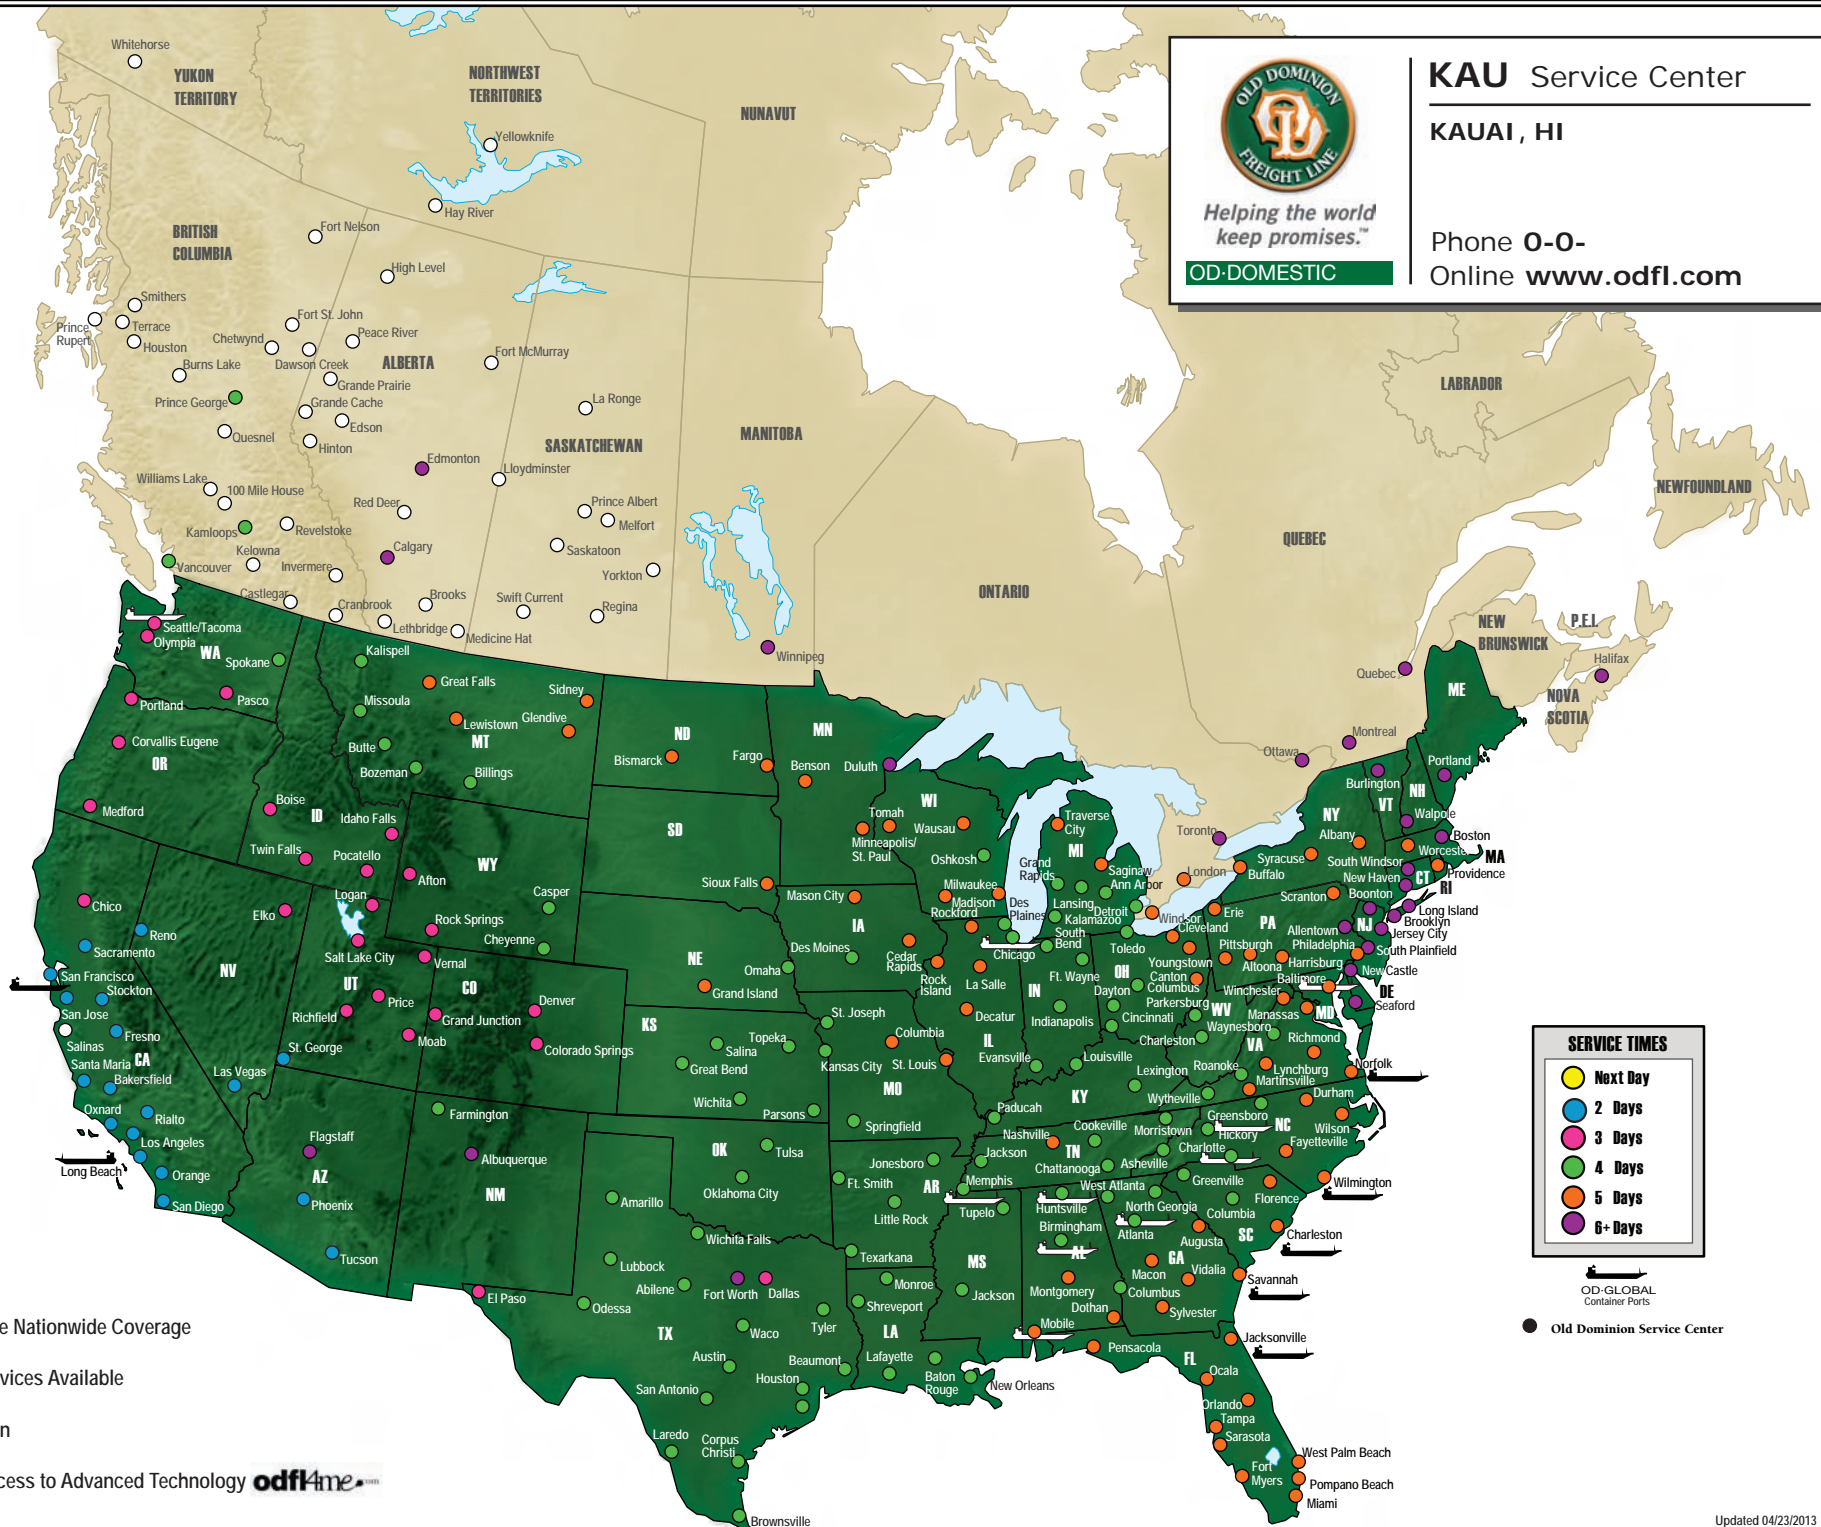 OLD DOMINION
FREIGHT LINE
Helping the world
keep promises.™
OD·DOMESTIC
KAU Service Center
KAUAI, HI
Phone 0-0-
Online www.odfl.com
Whitehorse
YUKON
TERRITORY
NORTHWEST
TERRITORIES
NUNAVUT
Yellowknife
Hay River
Fort Nelson
BRITISH
COLUMBIA
High Level
Smithers
Prince
Rupert
Terrace
Houston
Fort St. John
Chetwynd
Peace River
Dawson Creek
ALBERTA
Fort McMurray
Burns Lake
Grande Prairie
Prince George
Grande Cache
La Ronge
Edson
Quesnel
Hinton
SASKATCHEWAN
MANITOBA
LABRADOR
Edmonton
Lloydminster
Williams Lake
100 Mile House
Red Deer
Prince Albert
Melfort
NEWFOUNDLAND
Kamloops
Revelstoke
QUEBEC
Kelowna
Calgary
Saskatoon
Vancouver
Invermere
Yorkton
Castlegar
Cranbrook
Brooks
Swift Current
Regina
ONTARIO
Lethbridge
Medicine Hat
Winnipeg
NEW
BRUNSWICK
P.E.I.
Halifax
NOVA
SCOTIA
Quebec
Montreal
Ottawa
Toronto
London
Windsor
Seattle/Tacoma
Olympia
WA
Spokane
Pasco
Portland
Corvallis Eugene
OR
Medford
Kalispell
Great Falls
Sidney
Missoula
Lewistown
Glendive
MT
Butte
Bozeman
Billings
Boise
ID
Idaho Falls
Twin Falls
Pocatello
Afton
Logan
WY
Casper
Rock Springs
Cheyenne
ND
Bismarck
Fargo
SD
Sioux Falls
MN
Benson
Duluth
Minneapolis/
St. Paul
WI
Tomah
Wausau
Oshkosh
Milwaukee
Madison
Mason City
Rockford
IA
Des Moines
Cedar
Rapids
Rock
Island
Omaha
NE
Grand Island
Chico
Elko
Reno
Sacramento
NV
San Francisco
Stockton
San Jose
Salinas
Fresno
CA
Santa Maria
Bakersfield
Oxnard
Rialto
Los Angeles
Long Beach
Orange
San Diego
Las Vegas
St. George
Salt Lake City
Vernal
UT
Price
Richfield
Moab
CO
Denver
Grand Junction
Colorado Springs
Farmington
Flagstaff
Albuquerque
AZ
NM
Phoenix
Tucson
KS
Topeka
Salina
Great Bend
Wichita
Parsons
St. Joseph
Columbia
Kansas City
St. Louis
MO
Springfield
OK
Tulsa
Oklahoma City
Jonesboro
Ft. Smith
AR
Little Rock
Texarkana
Amarillo
Wichita Falls
Lubbock
Abilene
Fort Worth
Dallas
El Paso
Odessa
TX
Waco
Tyler
Austin
Beaumont
Houston
San Antonio
Laredo
Corpus
Christi
Brownsville
Monroe
Shreveport
LA
Lafayette
Baton
Rouge
New Orleans
MS
Tupelo
Jackson
Memphis
Jackson
TN
Nashville
Cookeville
Chattanooga
Morristown
Paducah
KY
Louisville
Lexington
Evansville
IN
Indianapolis
Ft. Wayne
South
Bend
IL
Des
Plaines
Chicago
La Salle
Decatur
MI
Traverse
City
Grand
Rapids
Saginaw
Ann Arbor
Lansing
Detroit
Kalamazoo
OH
Toledo
Cleveland
Youngstown
Canton
Columbus
Dayton
Cincinnati
Parkersburg
WV
Charleston
PA
Erie
Scranton
Pittsburgh
Altoona
Harrisburg
Allentown
Philadelphia
NY
Buffalo
Syracuse
Albany
ME
Portland
Burlington
VT
NH
Walpole
Boston
Worcester
MA
Providence
South Windsor
New Haven
CT
RI
Boonton
NJ
Long Island
Brooklyn
Jersey City
South Plainfield
New Castle
DE
Seaford
Baltimore
MD
Winchester
Manassas
Waynesboro
VA
Richmond
Norfolk
Roanoke
Lynchburg
Martinsville
Wytheville
Greensboro
Durham
Hickory
NC
Wilson
Fayetteville
Charlotte
Asheville
Wilmington
Greenville
Florence
Columbia
SC
Charleston
West Atlanta
North Georgia
Atlanta
Augusta
GA
Macon
Vidalia
Savannah
Columbus
Sylvester
Huntsville
Birmingham
AL
Montgomery
Dothan
Mobile
Pensacola
Jacksonville
FL
Ocala
Orlando
Tampa
Sarasota
Fort
Myers
West Palm Beach
Pompano Beach
Miami
SERVICE TIMES
Next Day
2 Days
3 Days
4 Days
5 Days
6+ Days
OD·GLOBAL
Container Ports
Old Dominion Service Center
e Nationwide Coverage
vices Available
n
cess to Advanced Technology odfl4me.com
Updated 04/23/2013